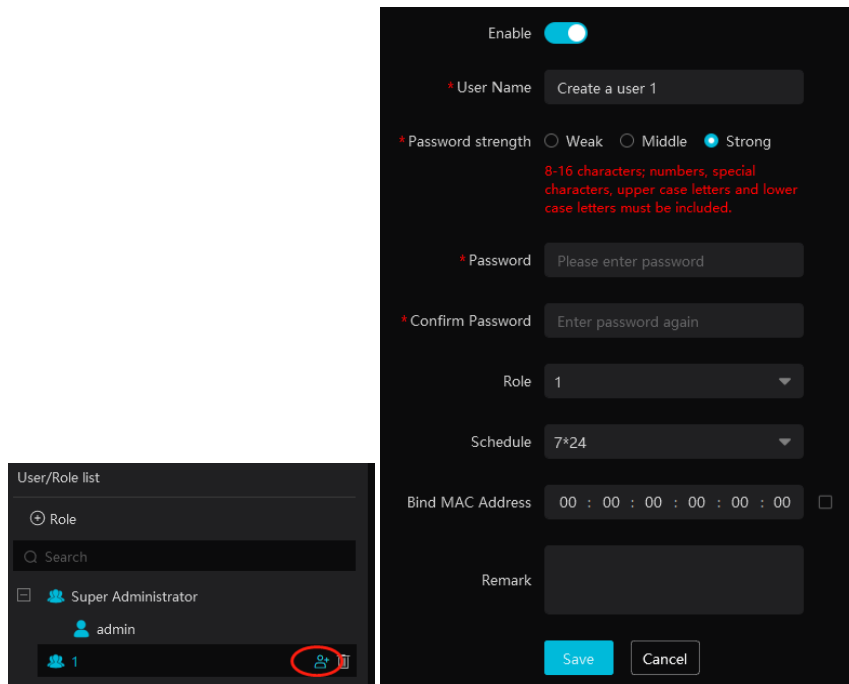 User/Role list
Role
Search
Super Administrator
admin
1
Enable
*User Name
Create a user 1
*Password strength
Weak
Middle
Strong
8-16 characters; numbers, special
characters, upper case letters and lower
case letters must be included.
*Password
Please enter password
*Confirm Password
Enter password again
Role
1
Schedule
7*24
Bind MAC Address
00 : 00 : 00 : 00 : 00 : 00
Remark
Save
Cancel